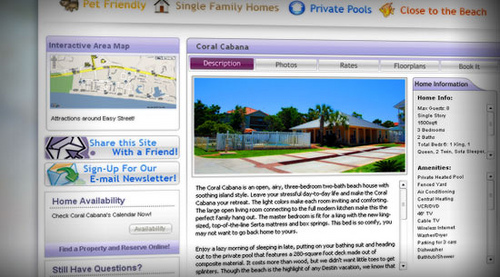 Pet Friendly
Single Family Homes
Private Pools
Close to the Beach
Interactive Area Map
Attractions around Easy Street!
Share this Site
With a Friend!
Sign-Up For Our
E-mail Newsletter!
Home Availability
Check Coral Cabana's Calendar Now!
Availability
Find a Property and Reserve Online!
Still Have Questions?
Coral Cabana
Description
Photos
Rates
Floorplans
Book It
The Coral Cabana is an open, airy, three-bedroom two-bath beach house with
soothing island style. Leave your stressful day-to-day life and make the Coral
Cabana your retreat. The light colors make each room inviting and comforting.
The large open living room connecting to the full modern kitchen make this the
perfect family hang out. The master bedroom is fit for a king with the new king-
sized, top-of-the-line Serta mattress and box springs. This bed is so comfy, you
may not want to go back home to yours.
Enjoy a lazy morning of sleeping in late, putting on your bathing suit and heading
out to the private pool that features a 280-square foot deck made out of
composite material. It costs more than wood, but we didn't want little toes to get
splinters. Though the beach is the highlight of any Destin vacation, we know that
Home Information
Home Info:
Max Guests: 8
Single Story
1500sqft
3 Bedrooms
2 Baths
Total Beds: 1 King, 1
Queen, 2 Twin, Sofa Sleeper
Amenities:
Private Heated Pool
Fenced Yard
Air Conditioning
Central Heating
VCR/DVD
46" TV
Cable TV
Wireless Internet
Washer/Dryer
Parking for 3 cars
Dishwasher
Bathtub/Shower